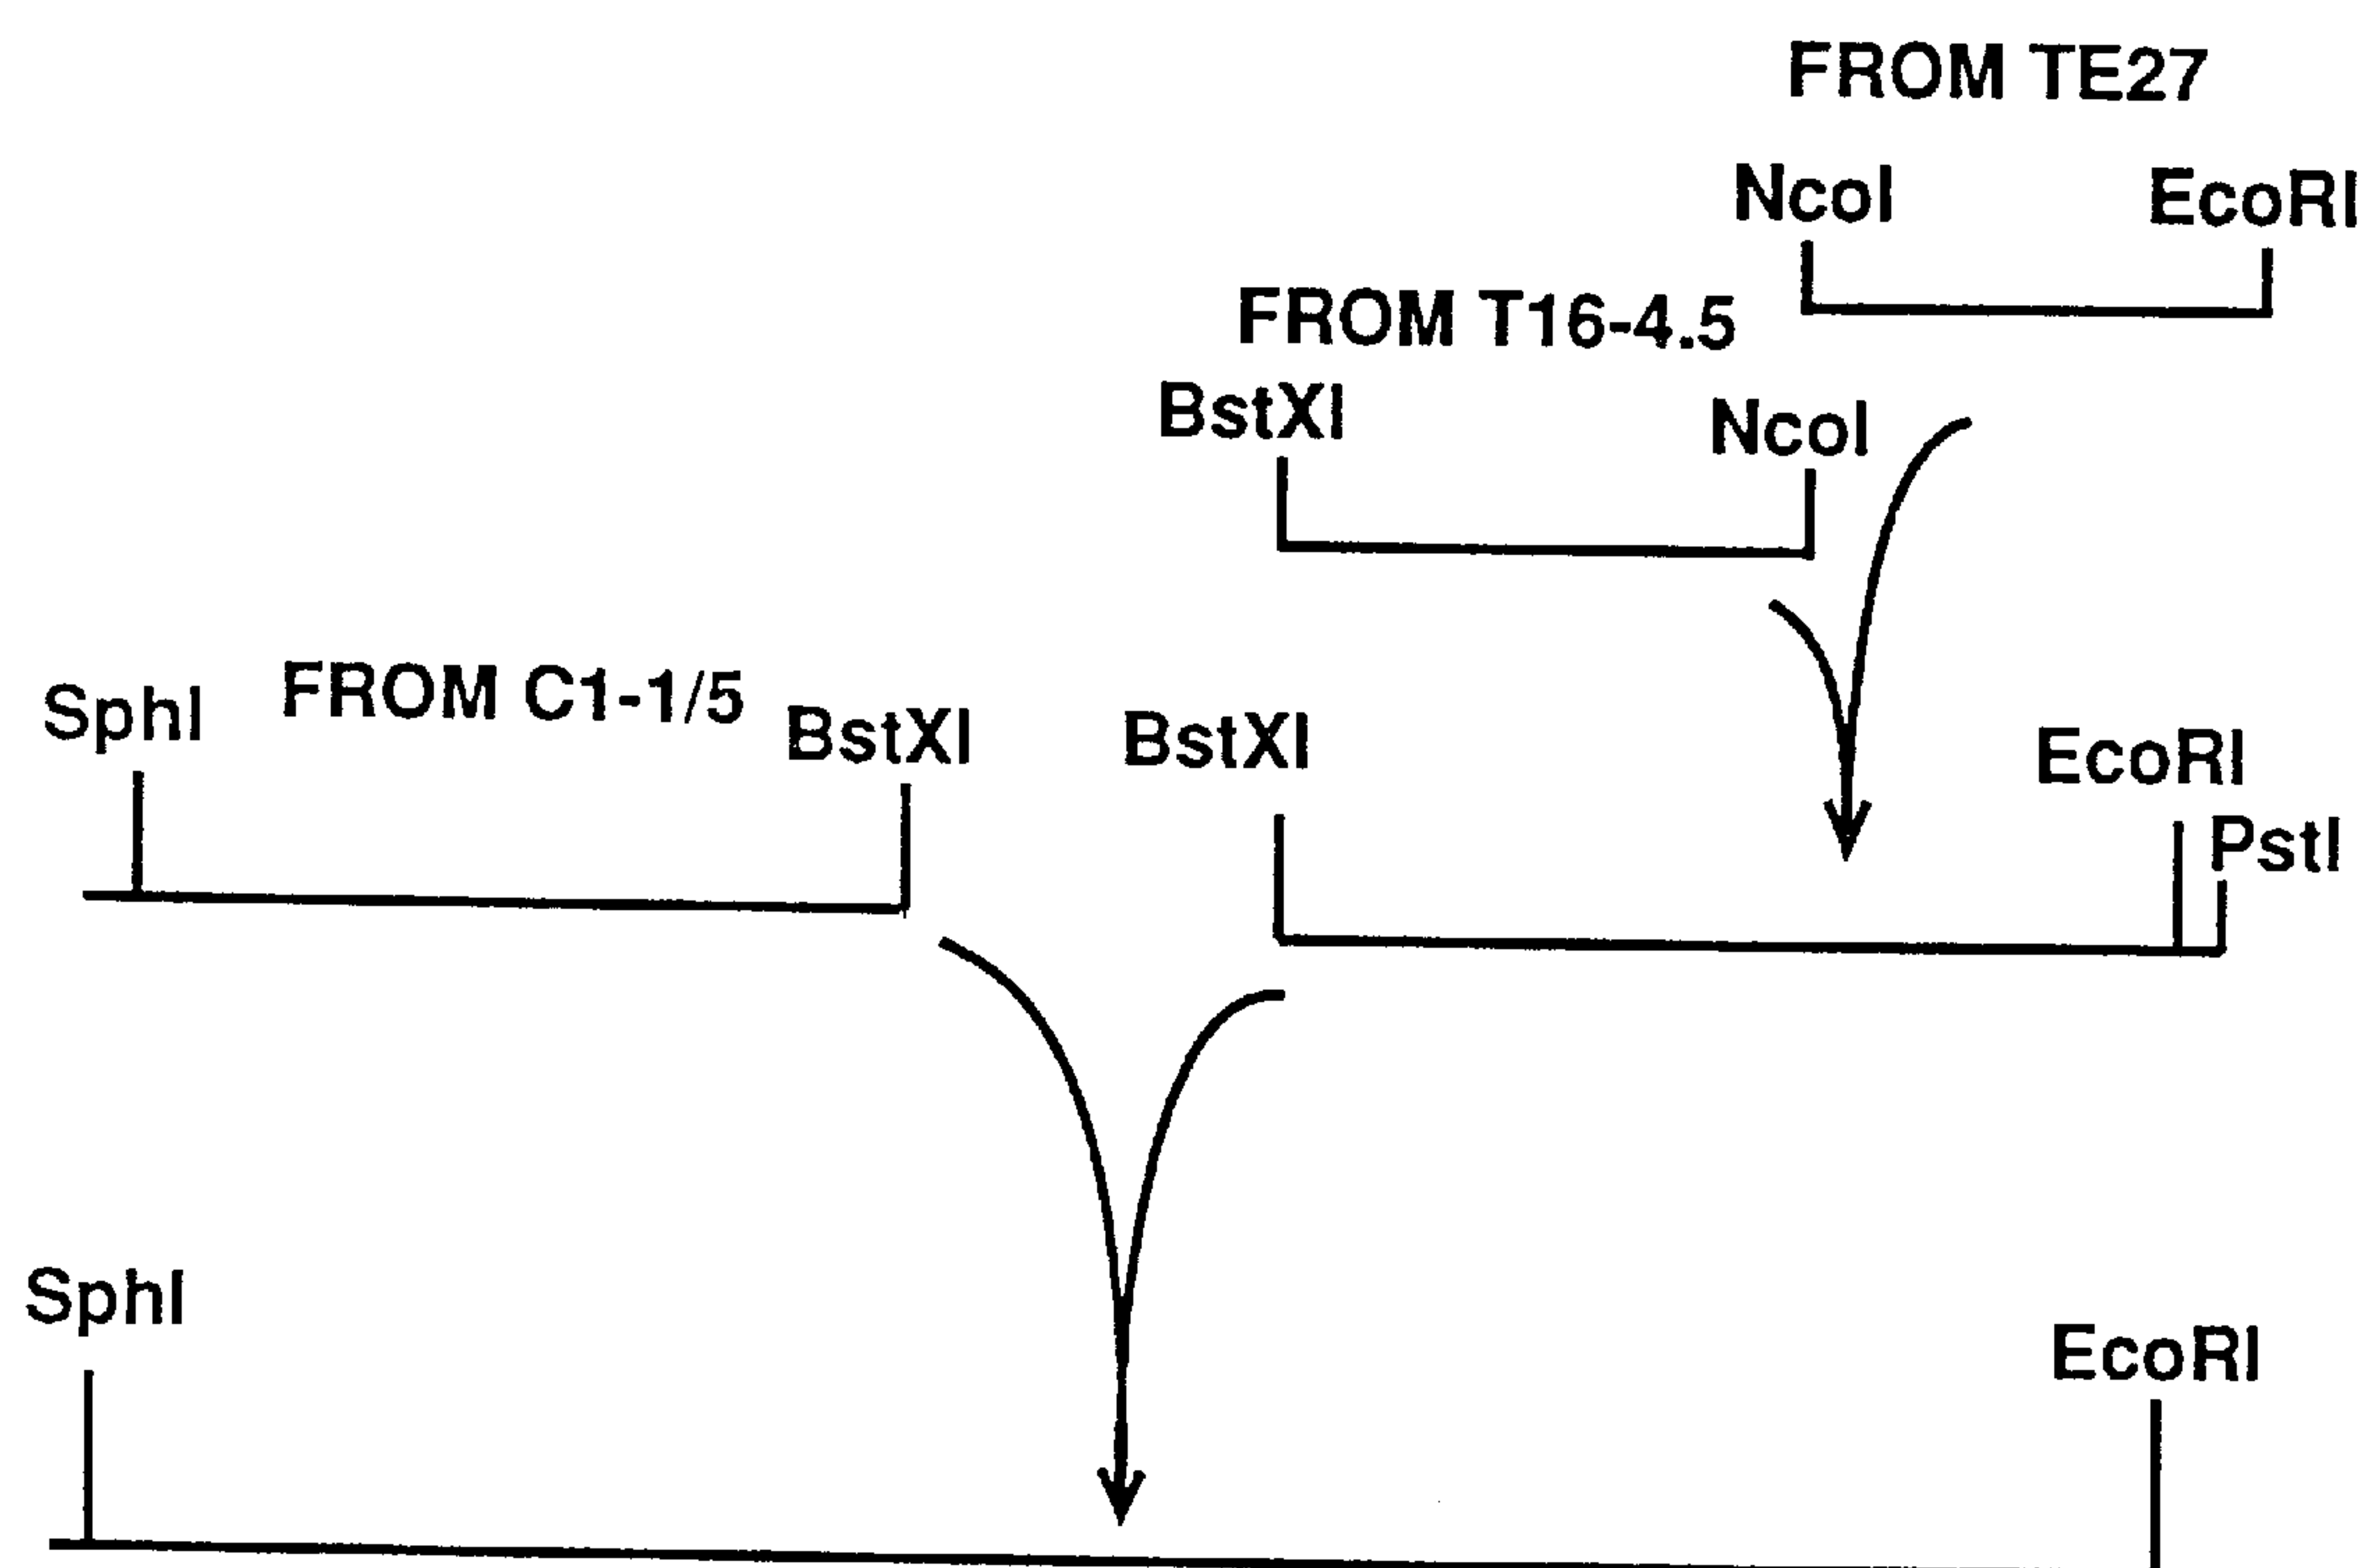 FROM TE27
NcoI
EcoRI
FROM T16-4.5
BstXI
NcoI
SphI
FROM C1-1/5
BstXI
BstXI
EcoRI
PstI
SphI
EcoRI